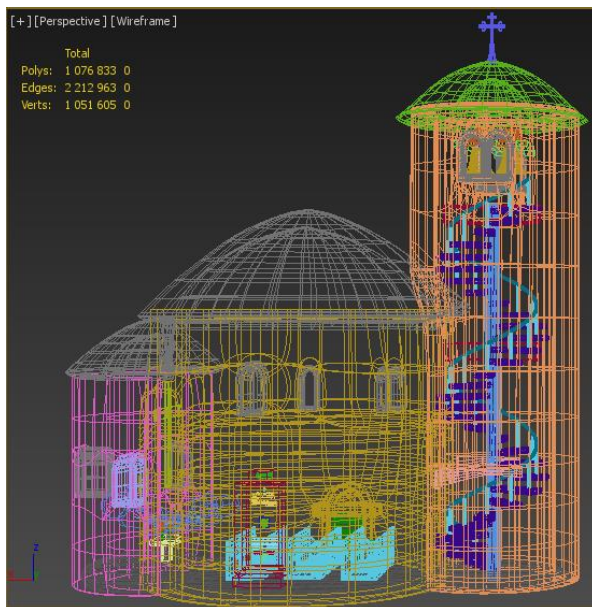 [+] [Perspective] [Wireframe]
Total
Polys: 1 076 833 0
Edges: 2 212 963 0
Verts: 1 051 605 0
z